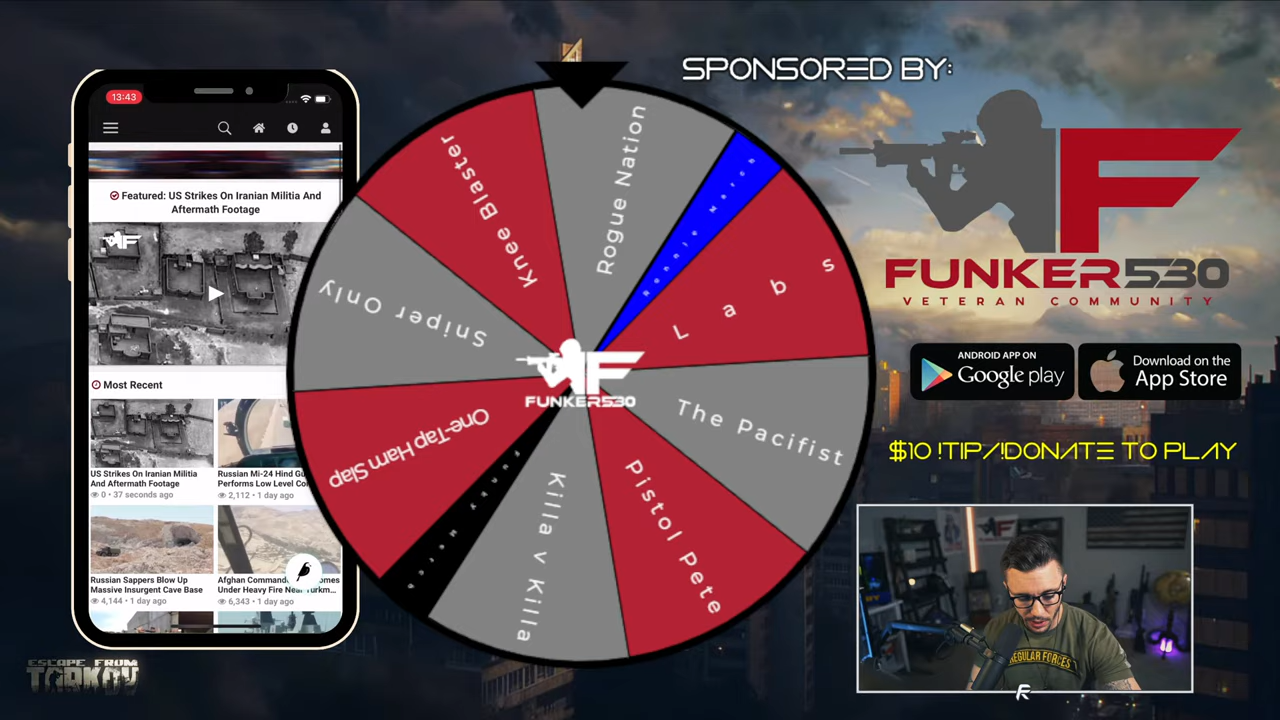 SPONSORED BY:
FUNKER530
VETERAN COMMUNITY
ANDROID APP ON
Google play
Download on the
App Store
$10 !TIP/!DONATE TO PLAY
13:43
Featured: US Strikes On Iranian Militia And
Aftermath Footage
Most Recent
US Strikes On Iranian Militia
And Aftermath Footage
0 • 37 seconds ago
Russian Mi-24 Hind Gu
Performs Low Level Co
2,112 • 1 day ago
Russian Sappers Blow Up
Massive Insurgent Cave Base
4,144 • 1 day ago
Afghan Command omes
Under Heavy Fire Near Turkm...
6,343 • 1 day ago
Knee Blaster
Rogue Nation
Labs
The Pacifist
Pistol Pete
Killa v Killa
One-Tap Ham Slap
Sniper Only
FUNKER530
ESCAPE FROM
TARKOV
REGULAR FORCES